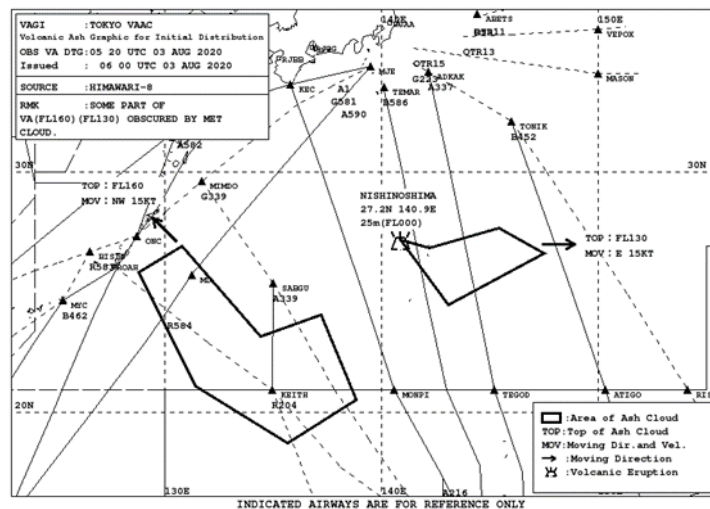 VAGI :TOKYO VAAC
Volcanic Ash Graphic for Initial Distribution
OBS VA DTG:05 20 UTC 03 AUG 2020
Issued : 06 00 UTC 03 AUG 2020
SOURCE :HIMAWARI-8
RMK :SOME PART OF
VA(FL160)(FL130) OBSCURED BY MET
CLOUD.
140E
150E
VEPOX
QTR13
QTR15
MJE
ADKAK
MASON
KEC
A1
G223
A337
TEMAR
B586
G581
A590
TONIK
B452
A582
30N
30N
TOP:FL160
MOV:NW 15KT
MIMDO
G339
NISHINOSHIMA
27.2N 140.9E
25m(FL000)
ONC
TOP:FL130
MOV:E 15KT
R583
SABGU
A339
MYC
B462
R584
KEITH
R204
MONPI
TEGOD
ATIGO
20N
:Area of Ash Cloud
TOP:Top of Ash Cloud
MOV:Moving Dir.and Vel.
:Moving Direction
:Volcanic Eruption
130E
140E
A216
INDICATED AIRWAYS ARE FOR REFERENCE ONLY